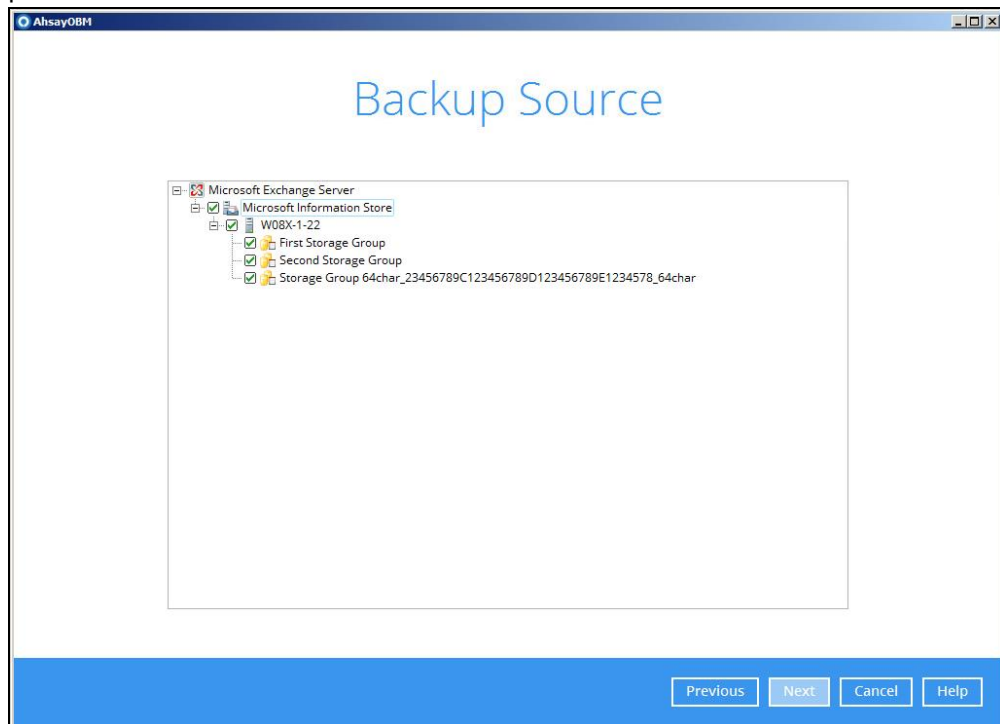 AhsayOBM
Backup Source
Microsoft Exchange Server
Microsoft Information Store
W08X-1-22
First Storage Group
Second Storage Group
Storage Group 64char_23456789C123456789D123456789E1234578_64char
Previous Next Cancel Help